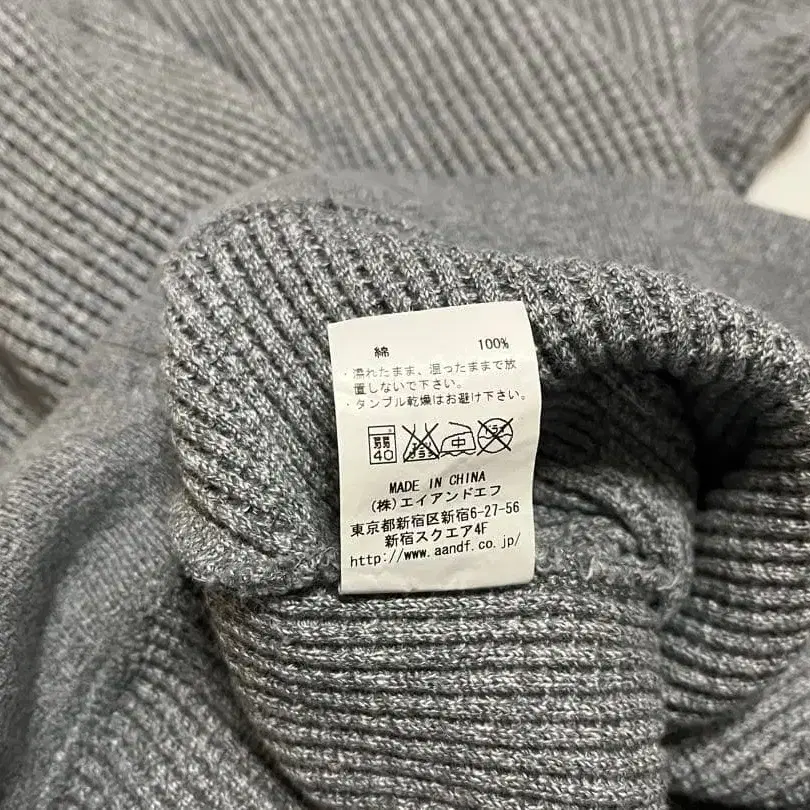 綿 100%
・濡れたまま、湿ったままで放
置しないで下さい。
・タンブル乾燥はお避け下さい。
40 中 ドライ
MADE IN CHINA
(株)エイアンドエフ
東京都新宿区新宿6-27-56
新宿スクエア4F
http://www.aandf.co.jp/